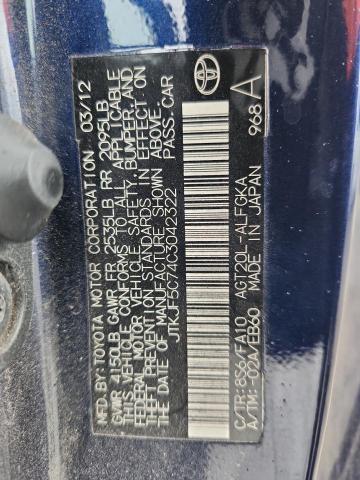 MFD. BY: TOYOTA MOTOR CORPORATION 03/12
GVWR 4150LB GAWR FR 2535LB RR 2095LB
THIS VEHICLE CONFORMS TO ALL APPLICABLE
FEDERAL MOTOR VEHICLE SAFETY, BUMPER, AND
THEFT PREVENTION STANDARDS IN EFFECT ON
THE DATE OF MANUFACTURE SHOWN ABOVE.
JTKJF5C74C3042322 PASS.CAR
C/TR:8S6/FA10 AGT20L-ALFGKA
A/TM:-02A/EB60 MADE IN JAPAN
968 A